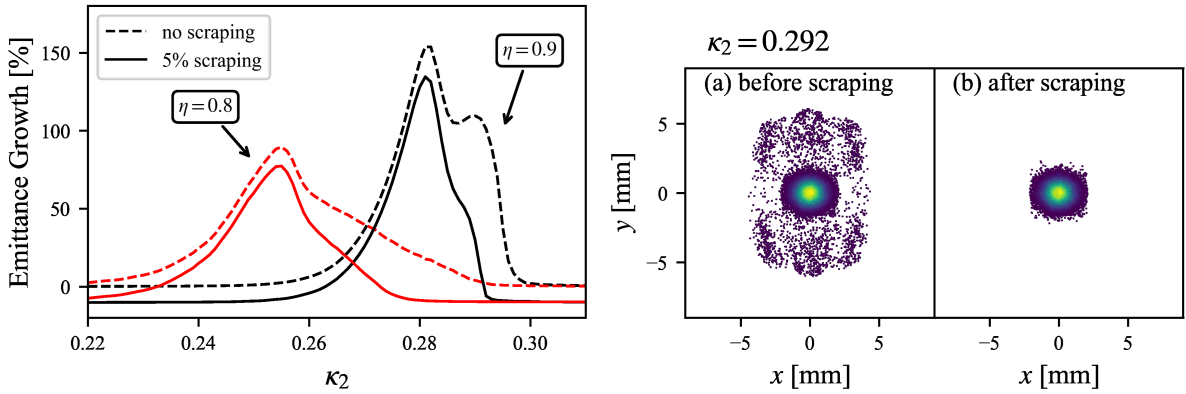 Emittance Growth [%]
150
100
50
0
0.22 0.24 0.26 0.28 0.30
κ₂
no scraping
5% scraping
η = 0.8
η = 0.9
κ₂ = 0.292
(a) before scraping
(b) after scraping
y [mm]
5
0
−5
−5 0 5
−5 0 5
x [mm]
x [mm]